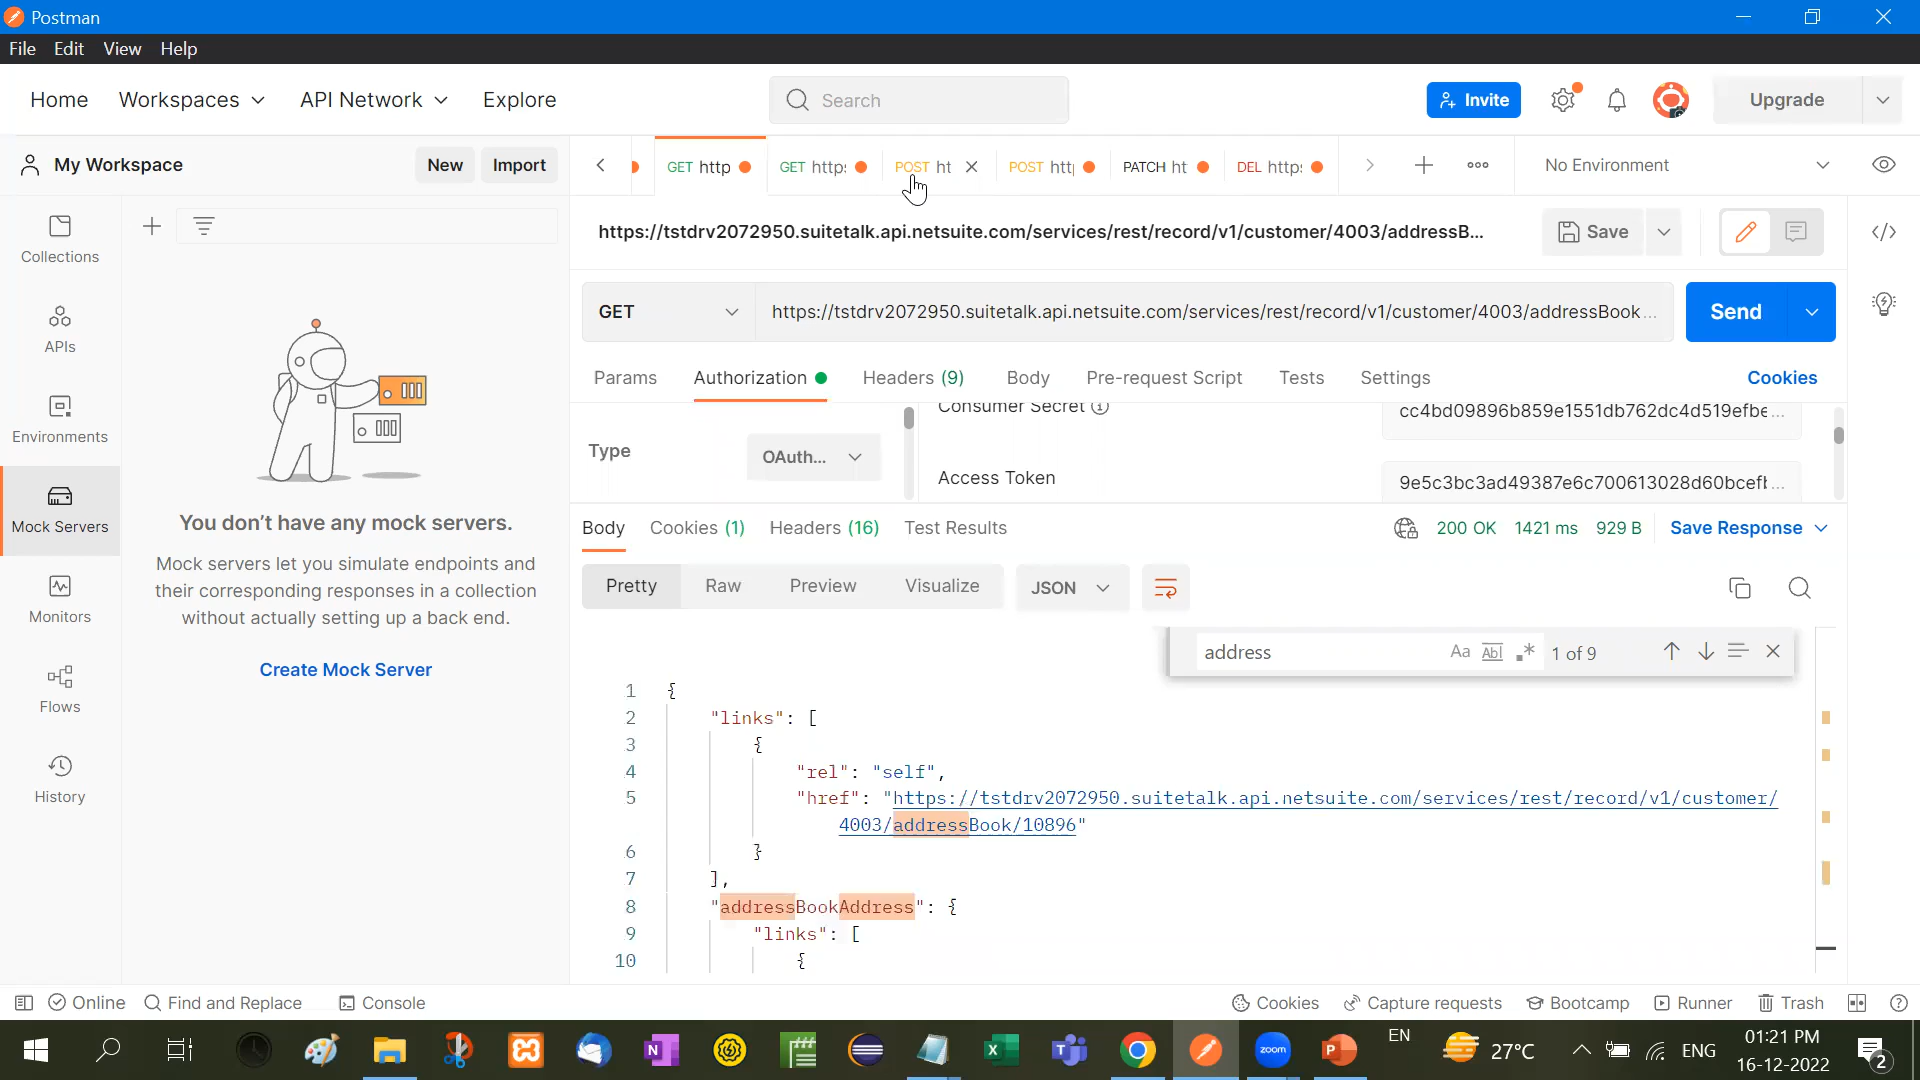 Postman
File Edit View Help
Home Workspaces API Network Explore Search Invite Upgrade
My Workspace New Import GET http GET https POST ht POST http PATCH ht DEL https No Environment
https://tstdrv2072950.suitetalk.api.netsuite.com/services/rest/record/v1/customer/4003/addressB... Save
GET https://tstdrv2072950.suitetalk.api.netsuite.com/services/rest/record/v1/customer/4003/addressBook... Send
Params Authorization Headers (9) Body Pre-request Script Tests Settings Cookies
Consumer Secret cc4bd09896b859e1551db762dc4d519efbe...
Type OAuth...
Access Token 9e5c3bc3ad49387e6c700613028d60bcef...
Body Cookies (1) Headers (16) Test Results 200 OK 1421 ms 929 B Save Response
Pretty Raw Preview Visualize JSON
address Aa Abl .* 1 of 9
1 {
2 "links": [
3 {
4 "rel": "self",
5 "href": "https://tstdrv2072950.suitetalk.api.netsuite.com/services/rest/record/v1/customer/
4003/addressBook/10896"
6 }
7 ],
8 "addressBookAddress": {
9 "links": [
10 {
Collections
APIs
Environments
Mock Servers
Monitors
Flows
History
You don’t have any mock servers.
Mock servers let you simulate endpoints and
their corresponding responses in a collection
without actually setting up a back end.
Create Mock Server
Online Find and Replace Console Cookies Capture requests Bootcamp Runner Trash
N X zoom P EN 27°C ENG 01:21 PM
16-12-2022 2